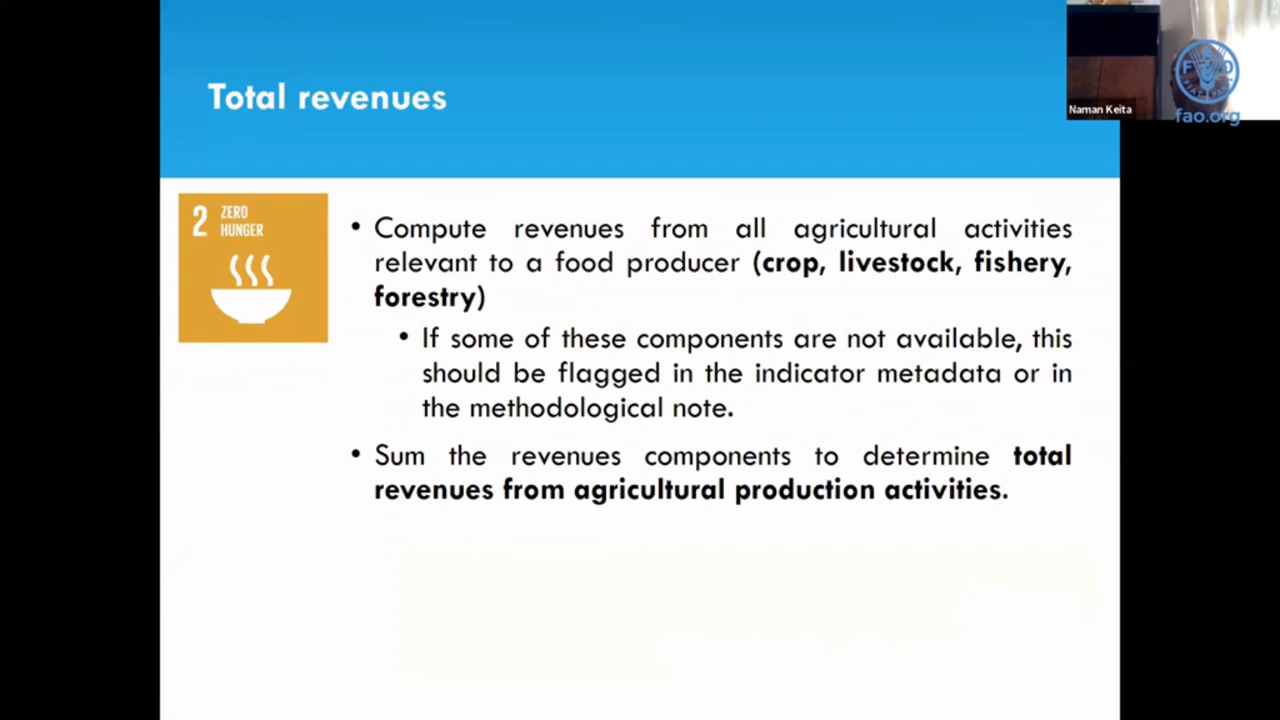 Total revenues
Naman Keita
FAO
fao.org
2 ZERO
HUNGER
• Compute revenues from all agricultural activities
relevant to a food producer (crop, livestock, fishery,
forestry)
• If some of these components are not available, this
should be flagged in the indicator metadata or in
the methodological note.
• Sum the revenues components to determine total
revenues from agricultural production activities.